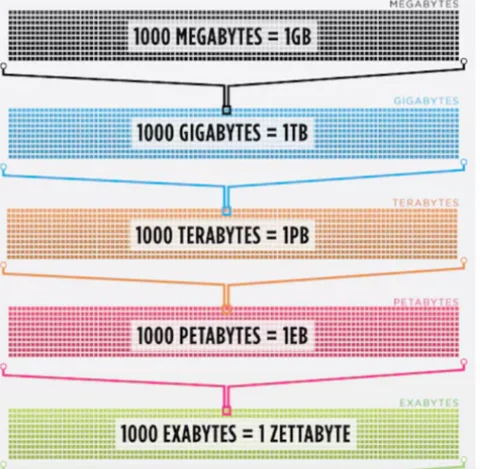 MEGABYTES
1000 MEGABYTES = 1GB
GIGABYTES
1000 GIGABYTES = 1TB
TERABYTES
1000 TERABYTES = 1PB
PETABYTES
1000 PETABYTES = 1EB
EXABYTES
1000 EXABYTES = 1 ZETTABYTE